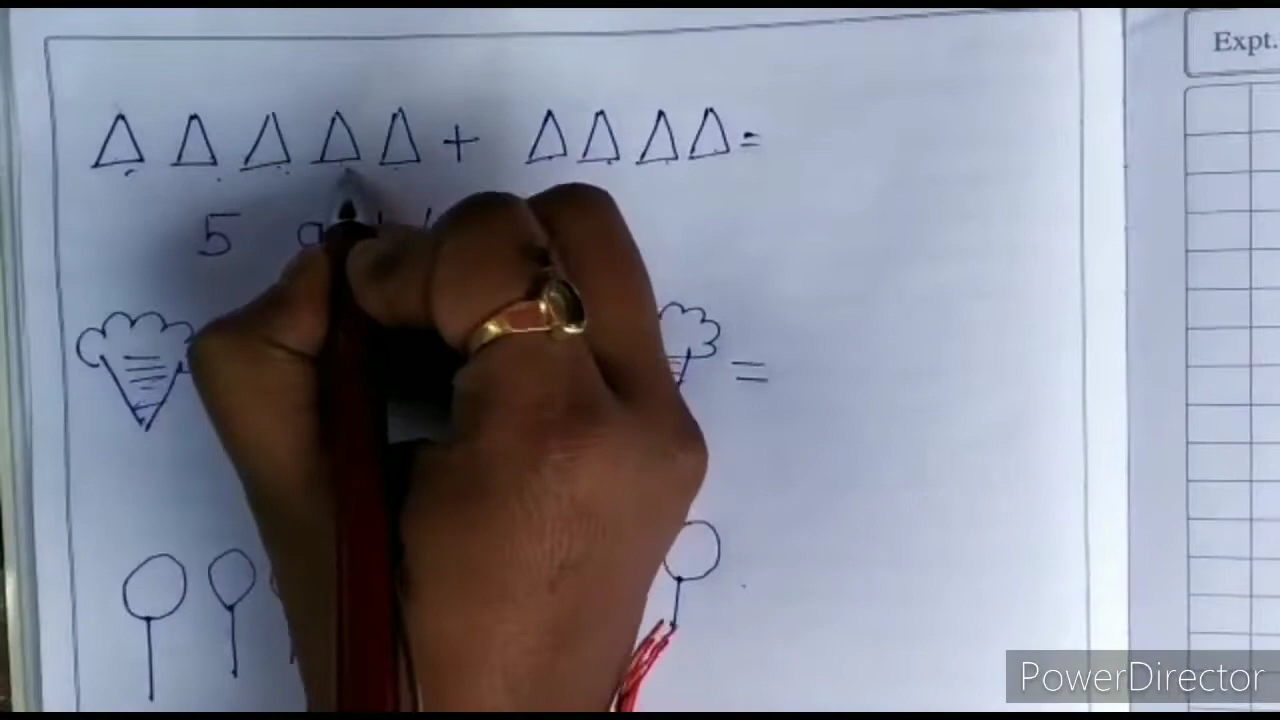 Expt.
+ =
5
=
PowerDirector